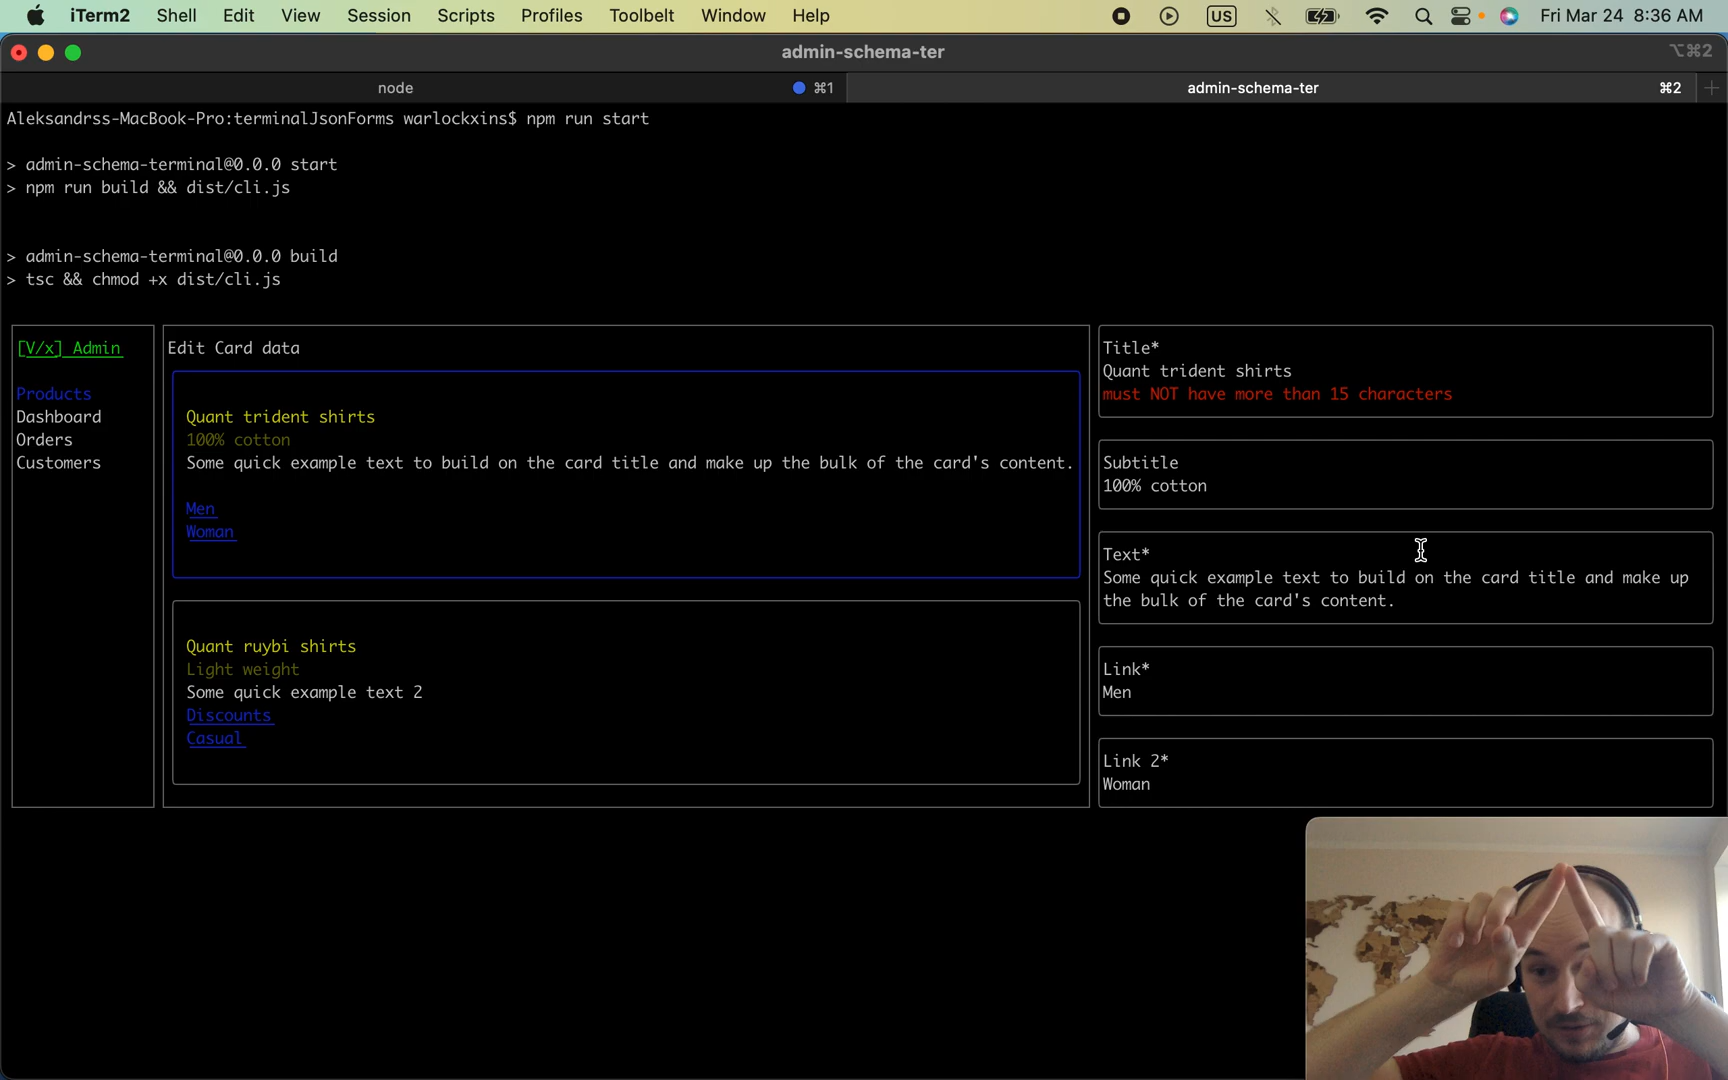 iTerm2 Shell Edit View Session Scripts Profiles Toolbelt Window Help US Fri Mar 24 8:36 AM
admin-schema-ter ⌥⌘2
node ⌘1 admin-schema-ter ⌘2 +
Aleksandrss-MacBook-Pro:terminalJsonForms warlockxins$ npm run start
> admin-schema-terminal@0.0.0 start
> npm run build && dist/cli.js
> admin-schema-terminal@0.0.0 build
> tsc && chmod +x dist/cli.js
[V/x] Admin
Products
Dashboard
Orders
Customers
Edit Card data
Quant trident shirts
100% cotton
Some quick example text to build on the card title and make up the bulk of the card's content.
Men
Woman
Quant ruybi shirts
Light weight
Some quick example text 2
Discounts
Casual
Title*
Quant trident shirts
must NOT have more than 15 characters
Subtitle
100% cotton
Text*
Some quick example text to build on the card title and make up
the bulk of the card's content.
Link*
Men
Link 2*
Woman